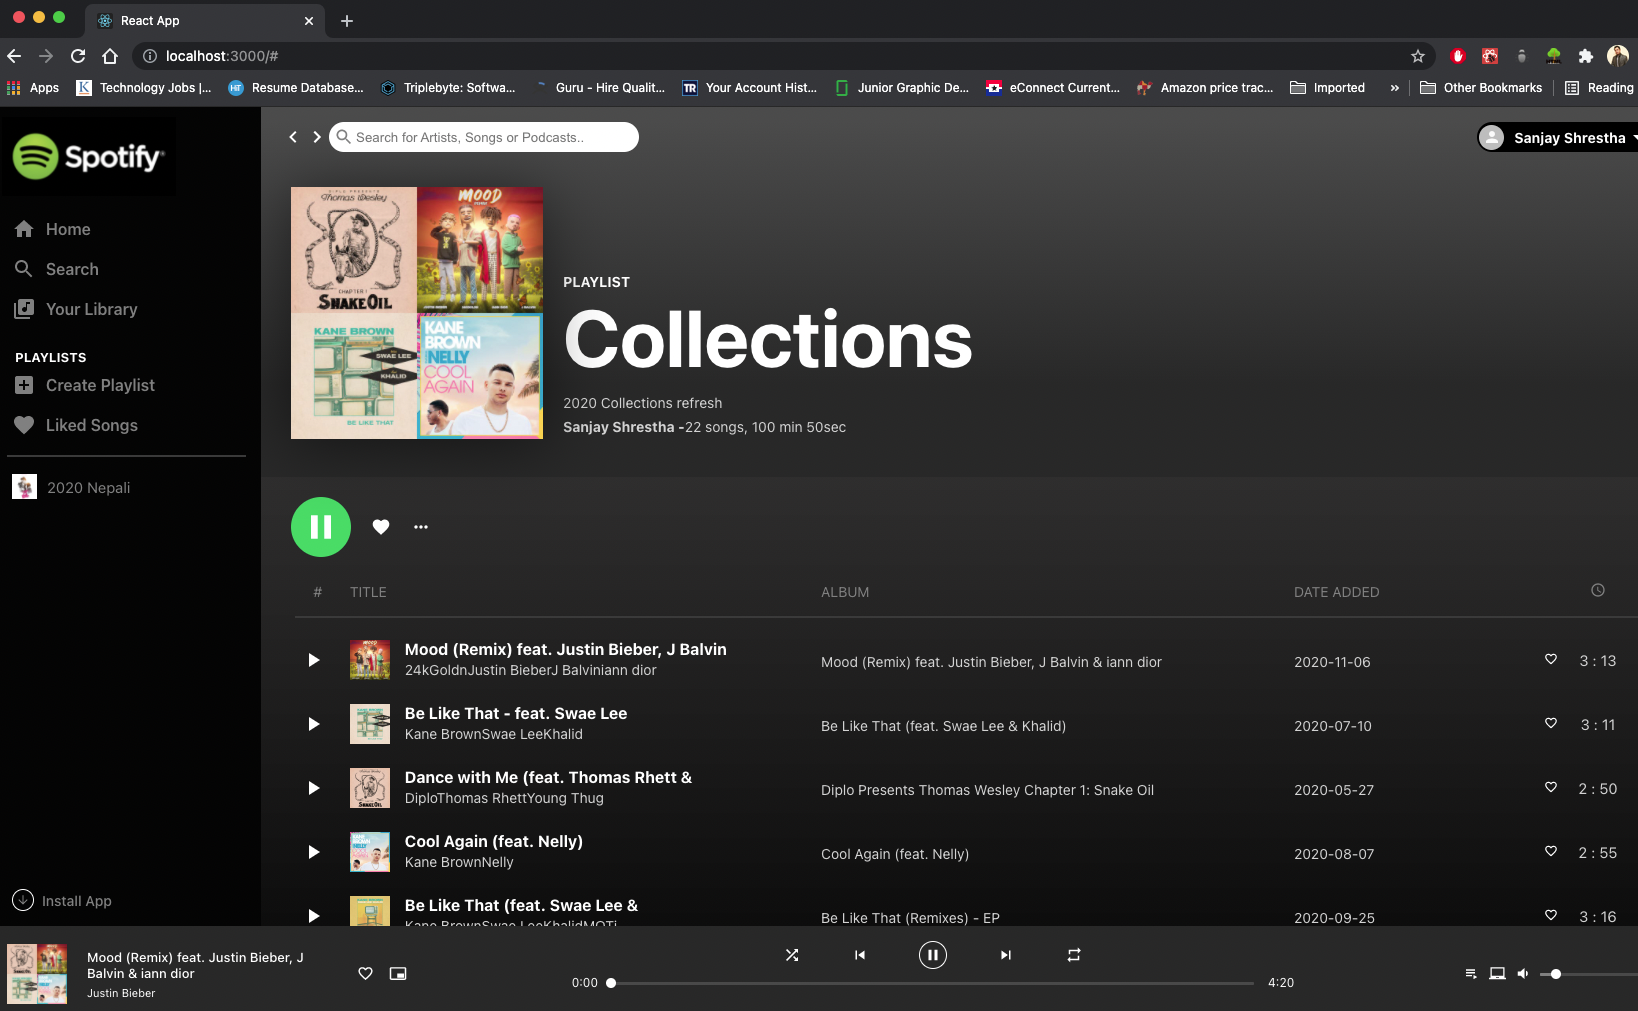 React App
localhost:3000/#
Apps
Technology Jobs |...
Resume Database...
Triplebyte: Softwa...
Guru - Hire Qualit...
TR Your Account Hist...
Junior Graphic De...
eConnect Current...
Amazon price trac...
Imported
»
Other Bookmarks
Reading
Spotify
Home
Search
Your Library
PLAYLISTS
Create Playlist
Liked Songs
2020 Nepali
Install App
Search for Artists, Songs or Podcasts..
Sanjay Shrestha
DIPLO PRESENTS
Thomas Wesley
CHAPTER 1
SNAKE OIL
MOOD
KANE BROWN
SWAE LEE
KHALID
BE LIKE THAT
KANE
BROWN
NELLY
COOL
AGAIN
PLAYLIST
Collections
2020 Collections refresh
Sanjay Shrestha -22 songs, 100 min 50sec
# TITLE ALBUM DATE ADDED
Mood (Remix) feat. Justin Bieber, J Balvin
24kGoldnJustin BieberJ Balviniann dior
Mood (Remix) feat. Justin Bieber, J Balvin & iann dior
2020-11-06
3 : 13
Be Like That - feat. Swae Lee
Kane BrownSwae LeeKhalid
Be Like That (feat. Swae Lee & Khalid)
2020-07-10
3 : 11
Dance with Me (feat. Thomas Rhett &
DiploThomas RhettYoung Thug
Diplo Presents Thomas Wesley Chapter 1: Snake Oil
2020-05-27
2 : 50
Cool Again (feat. Nelly)
Kane BrownNelly
Cool Again (feat. Nelly)
2020-08-07
2 : 55
Be Like That (feat. Swae Lee &
Kane BrownSwae LeeKhalidMOTi
Be Like That (Remixes) - EP
2020-09-25
3 : 16
Mood (Remix) feat. Justin Bieber, J
Balvin & iann dior
Justin Bieber
0:00
4:20